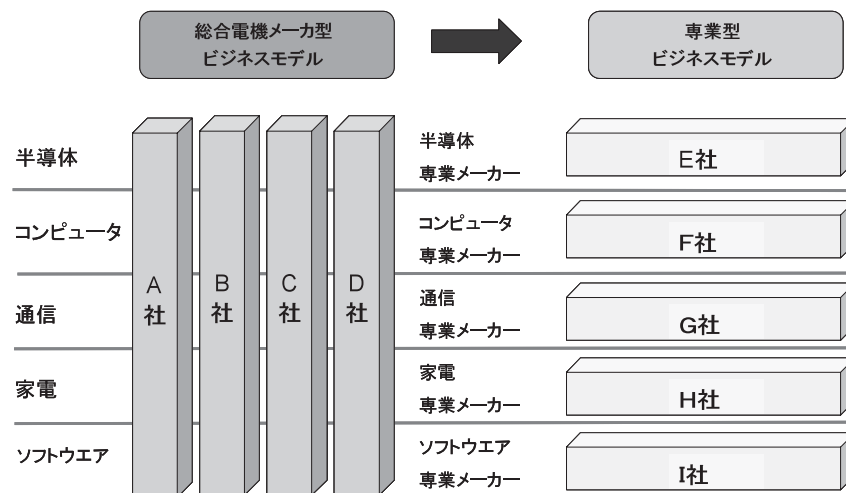 総合電機メーカ型
ビジネスモデル
専業型
ビジネスモデル
半導体
コンピュータ
通信
家電
ソフトウエア
A
社
B
社
C
社
D
社
半導体
専業メーカー
E社
コンピュータ
専業メーカー
F社
通信
専業メーカー
G社
家電
専業メーカー
H社
ソフトウエア
専業メーカー
I社